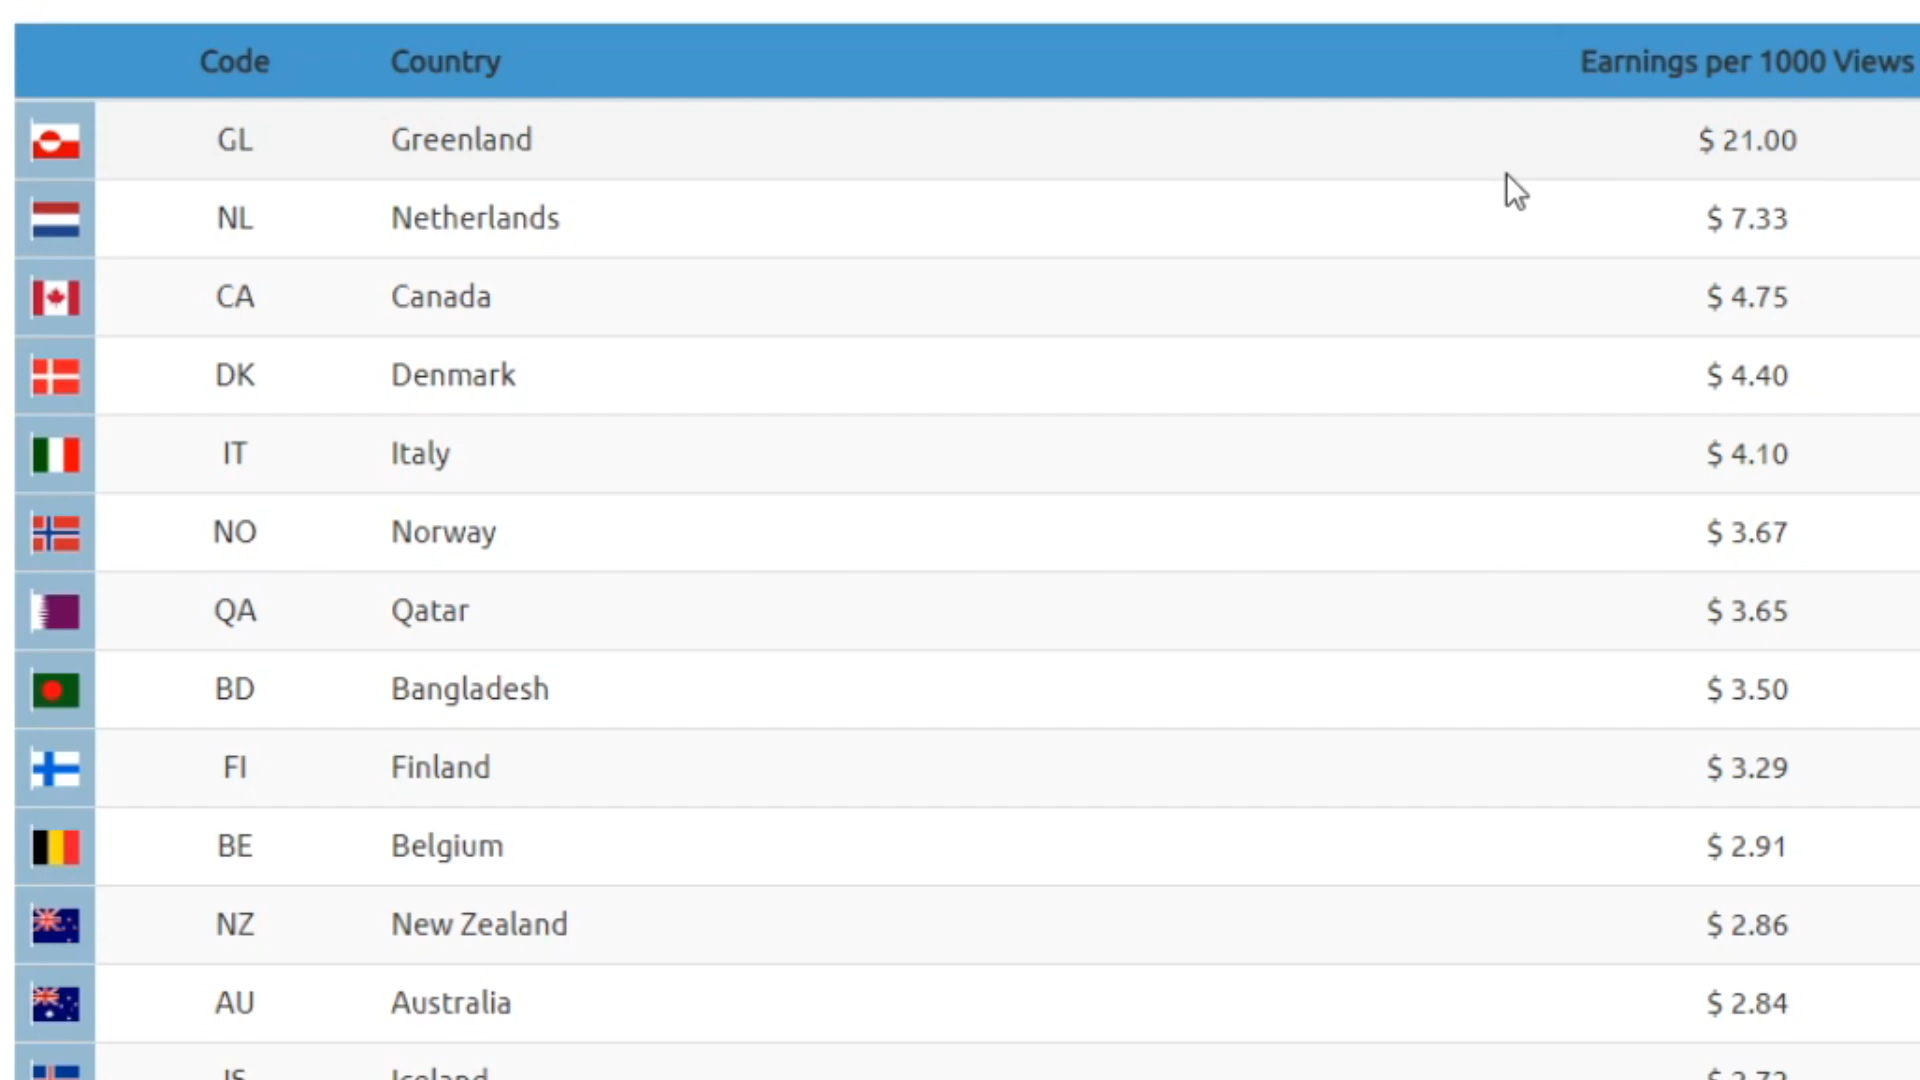 Code Country Earnings per 1000 Views
GL Greenland $ 21.00
NL Netherlands $ 7.33
CA Canada $ 4.75
DK Denmark $ 4.40
IT Italy $ 4.10
NO Norway $ 3.67
QA Qatar $ 3.65
BD Bangladesh $ 3.50
FI Finland $ 3.29
BE Belgium $ 2.91
NZ New Zealand $ 2.86
AU Australia $ 2.84
IS Iceland